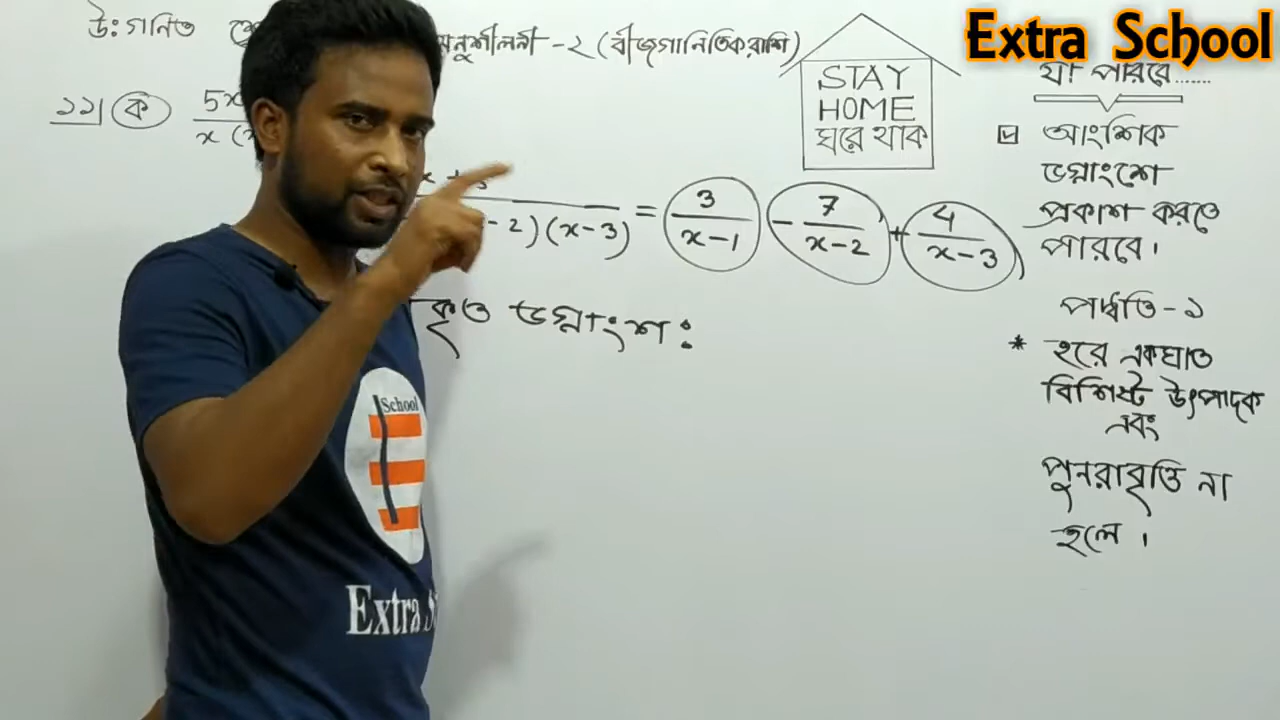 উঃগনিত
অনুশীলনী-২ (বীজগানিতিকরাশি)
Extra School
STAY
HOME
ঘরে থাক
যা পারবে.......
১১। ক 5x
x (x
আংশিক
ভগ্নাংশে
প্রকাশ করতে
পারবে।
-2)(x-3) = 3/(x-1) - 7/(x-2) + 4/(x-3)
কৃত ভগ্নাংশ:
পদ্ধতি-১
* হরে একঘাত
বিশিষ্ট উৎপাদক
এবং
পুনরাবৃত্তি না
হলে।
School
Extra S